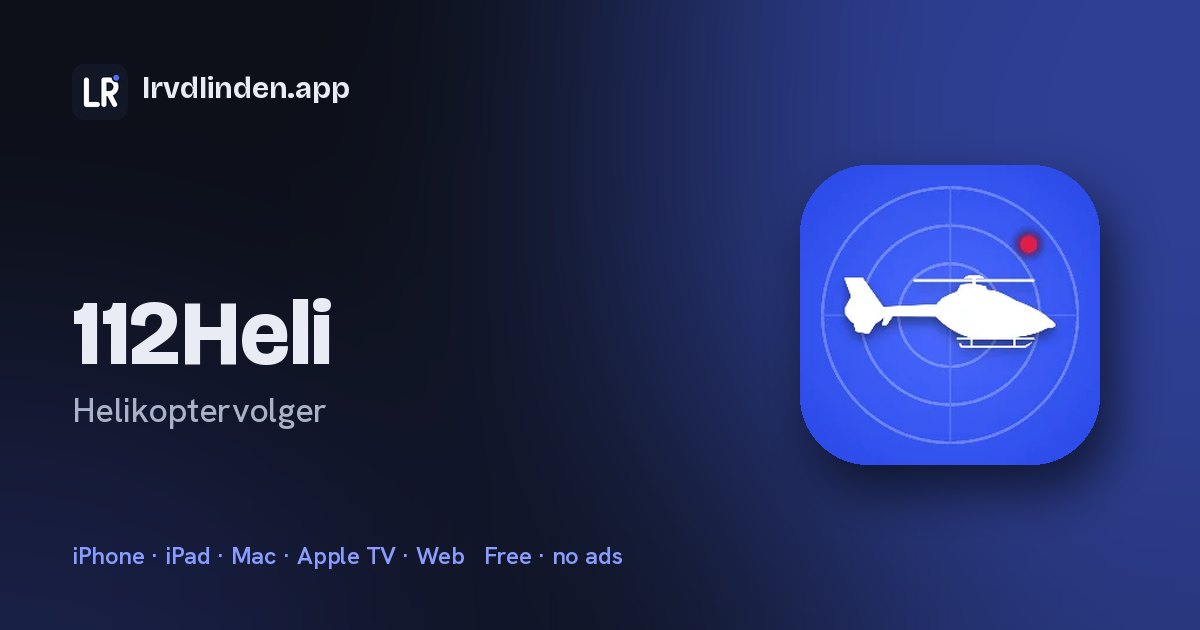 LR
lrvdlinden.app
112Heli
Helikoptervolger
iPhone · iPad · Mac · Apple TV · Web Free · no ads